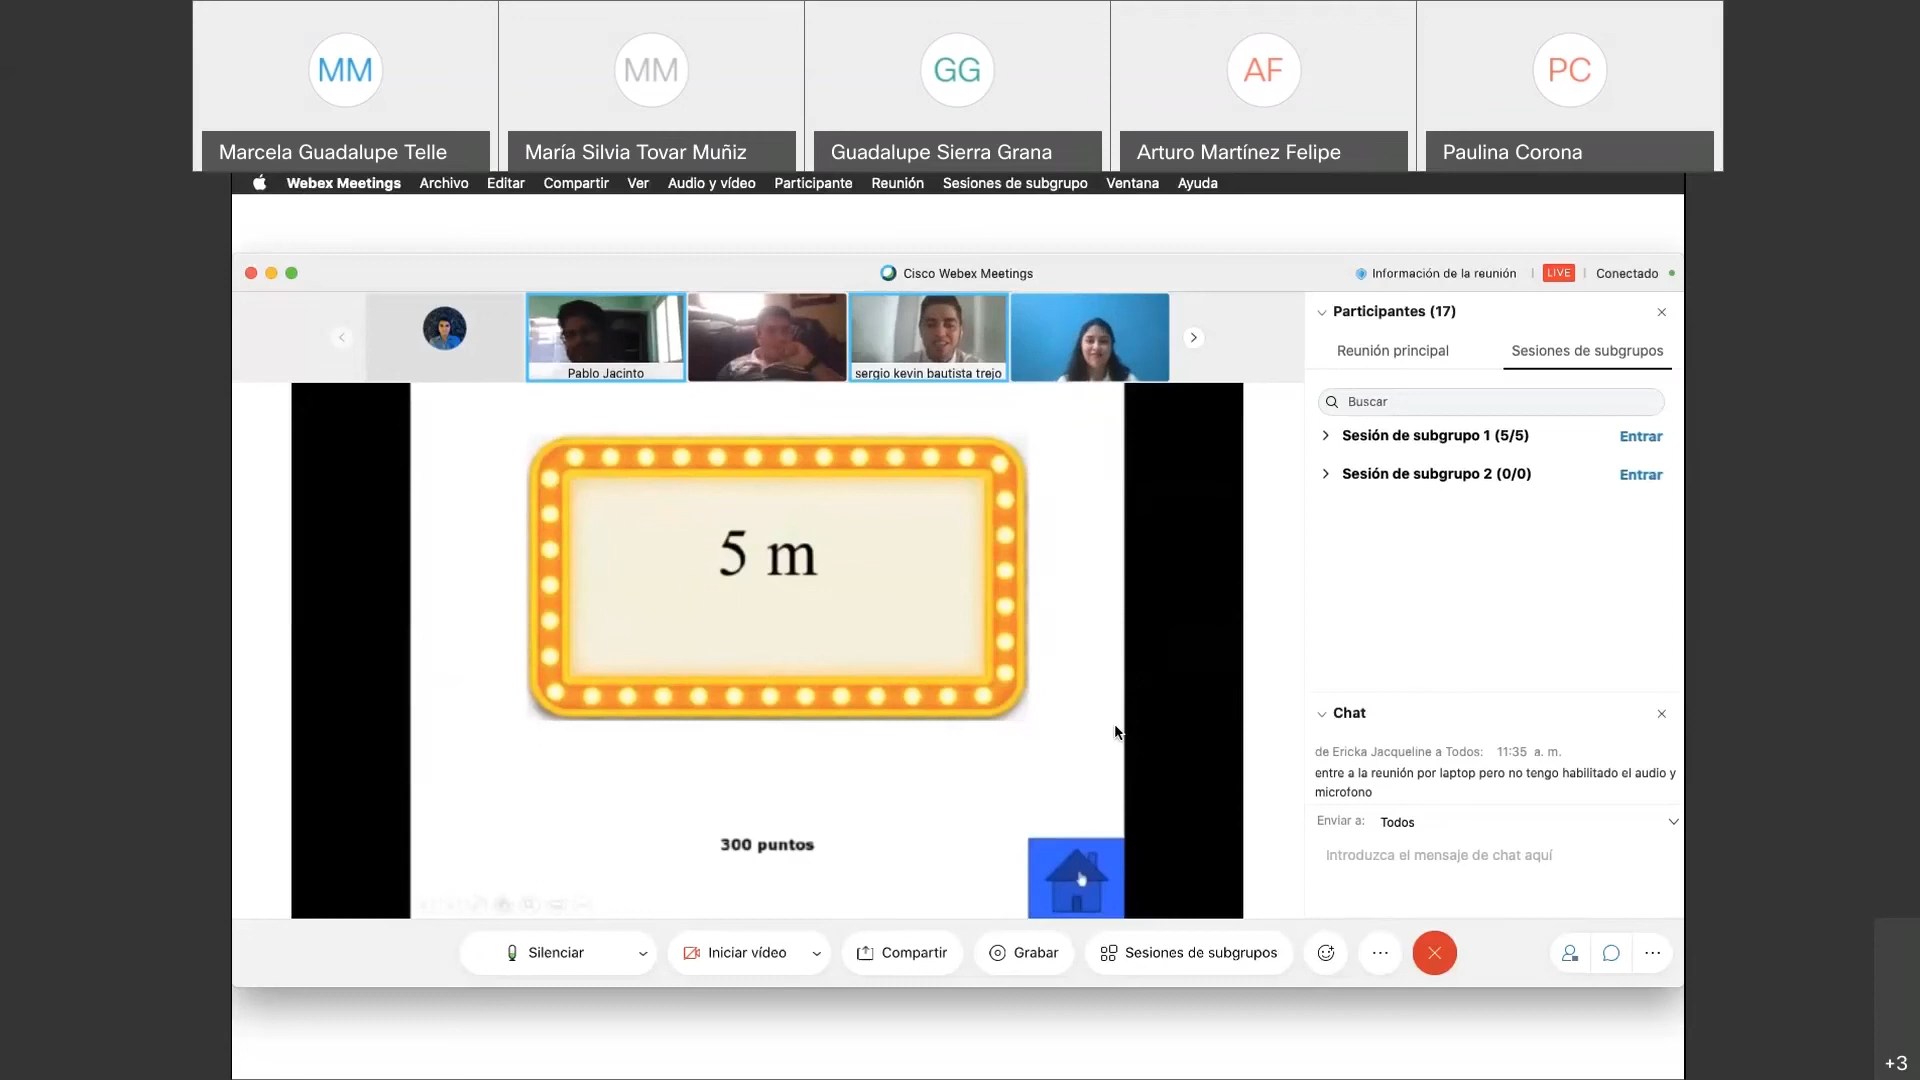 MM
MM
GG
AF
PC
Marcela Guadalupe Telle
María Silvia Tovar Muñiz
Guadalupe Sierra Grana
Arturo Martínez Felipe
Paulina Corona
Webex Meetings Archivo Editar Compartir Ver Audio y vídeo Participante Reunión Sesiones de subgrupo Ventana Ayuda
Cisco Webex Meetings
Información de la reunión
LIVE
Conectado
Pablo Jacinto
sergio kevin bautista trejo
Participantes (17)
Reunión principal
Sesiones de subgrupos
Buscar
Sesión de subgrupo 1 (5/5) Entrar
Sesión de subgrupo 2 (0/0) Entrar
5 m
300 puntos
Chat
de Ericka Jacqueline a Todos: 11:35 a. m.
entre a la reunión por laptop pero no tengo habilitado el audio y
microfono
Enviar a: Todos
Introduzca el mensaje de chat aquí
Silenciar
Iniciar vídeo
Compartir
Grabar
Sesiones de subgrupos
+3